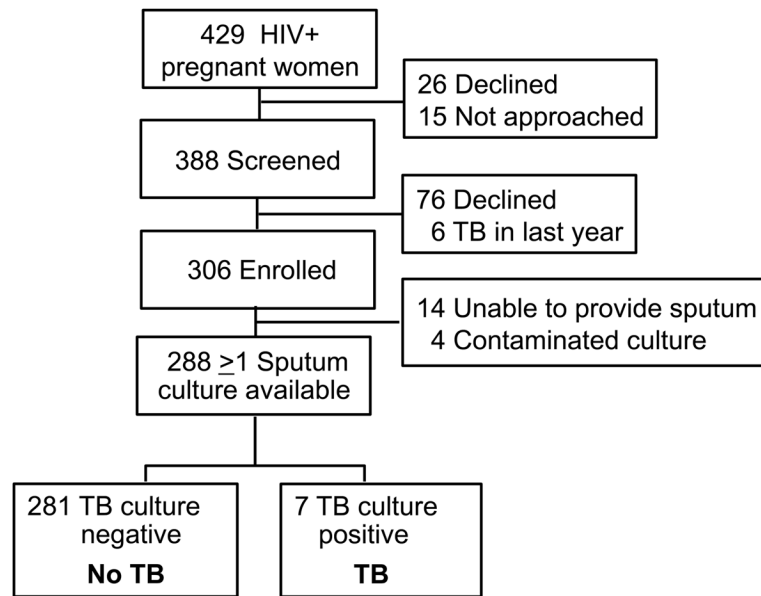 429 HIV+
pregnant women
26 Declined
15 Not approached
388 Screened
76 Declined
6 TB in last year
306 Enrolled
14 Unable to provide sputum
4 Contaminated culture
288 ≥1 Sputum
culture available
281 TB culture
negative
No TB
7 TB culture
positive
TB